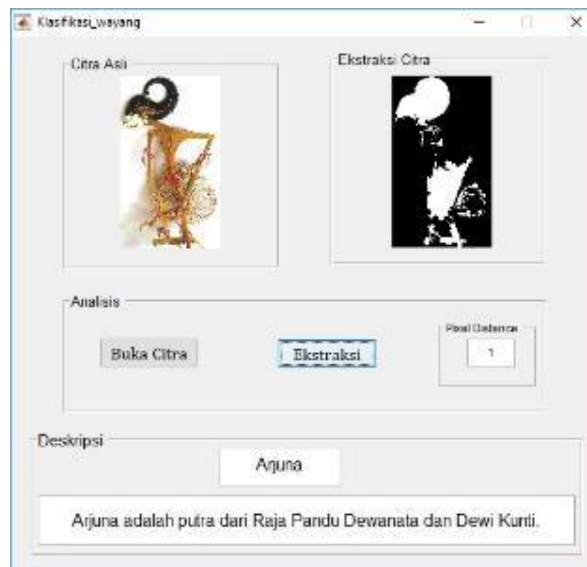 Klasifikasi_wayang
Citra Asli
Ekstraksi Citra
Analisis
Buka Citra
Ekstraksi
Pixel Distance
1
Deskripsi
Arjuna
Arjuna adalah putra dari Raja Pandu Dewanata dan Dewi Kunti.